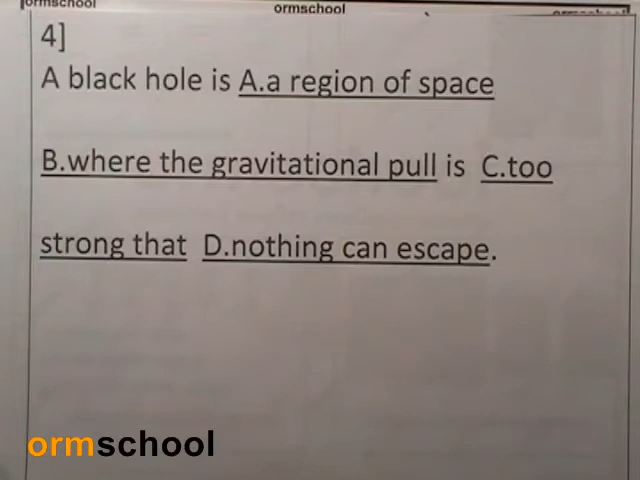 ormschool
ormschool
4]
A black hole is A.a region of space
B.where the gravitational pull is C.too
strong that D.nothing can escape.
ormschool